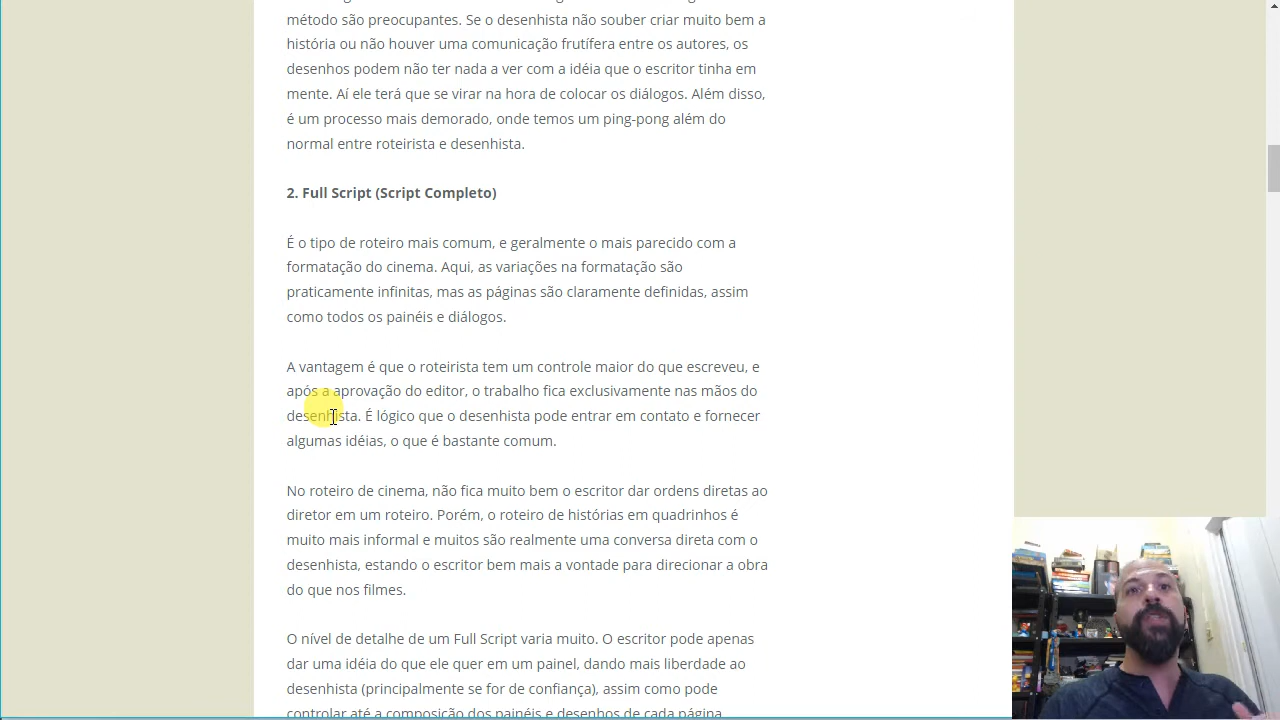 método são preocupantes. Se o desenhista não souber criar muito bem a
história ou não houver uma comunicação frutífera entre os autores, os
desenhos podem não ter nada a ver com a idéia que o escritor tinha em
mente. Aí ele terá que se virar na hora de colocar os diálogos. Além disso,
é um processo mais demorado, onde temos um ping-pong além do
normal entre roteirista e desenhista.
2. Full Script (Script Completo)
É o tipo de roteiro mais comum, e geralmente o mais parecido com a
formatação do cinema. Aqui, as variações na formatação são
praticamente infinitas, mas as páginas são claramente definidas, assim
como todos os painéis e diálogos.
A vantagem é que o roteirista tem um controle maior do que escreveu, e
após a aprovação do editor, o trabalho fica exclusivamente nas mãos do
desenhista. É lógico que o desenhista pode entrar em contato e fornecer
algumas idéias, o que é bastante comum.
No roteiro de cinema, não fica muito bem o escritor dar ordens diretas ao
diretor em um roteiro. Porém, o roteiro de histórias em quadrinhos é
muito mais informal e muitos são realmente uma conversa direta com o
desenhista, estando o escritor bem mais a vontade para direcionar a obra
do que nos filmes.
O nível de detalhe de um Full Script varia muito. O escritor pode apenas
dar uma idéia do que ele quer em um painel, dando mais liberdade ao
desenhista (principalmente se for de confiança), assim como pode
controlar até a composição dos painéis e desenhos de cada página.